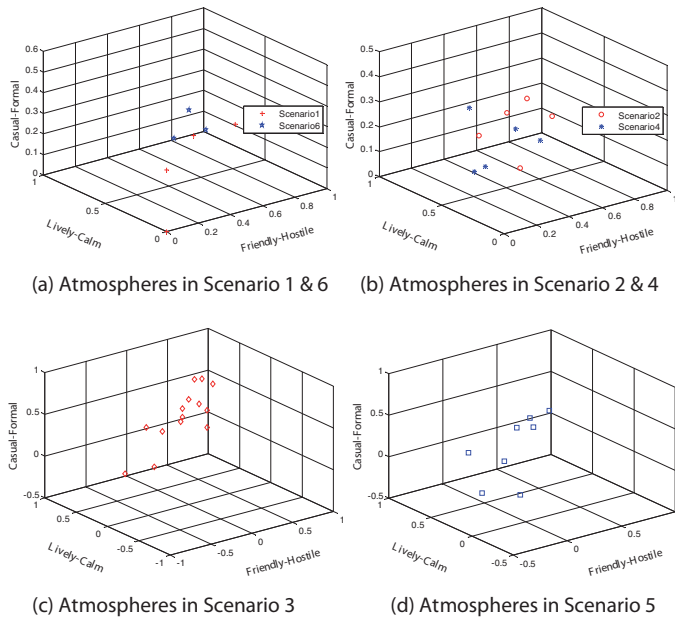 0.6
0.5
0.4
0.3
0.2
0.1
0
1
0.5
0
0
0.2
0.4
0.6
0.8
1
Casual-Formal
Lively-Calm
Friendly-Hostile
Scenario1
Scenario6
(a) Atmospheres in Scenario 1 & 6
0.5
0.4
0.3
0.2
0.1
0
1
0.5
0
0
0.2
0.4
0.6
0.8
1
Casual-Formal
Lively-Calm
Friendly-Hostile
Scenario2
Scenario4
(b) Atmospheres in Scenario 2 & 4
1
0.5
0
-0.5
1
0.5
0
-0.5
-1
-1
-0.5
0
0.5
1
Casual-Formal
Lively-Calm
Friendly-Hostile
(c) Atmospheres in Scenario 3
1
0.5
0
-0.5
1
0.5
0
-0.5
-0.5
0
0.5
1
Casual-Formal
Lively-Calm
Friendly-Hostile
(d) Atmospheres in Scenario 5